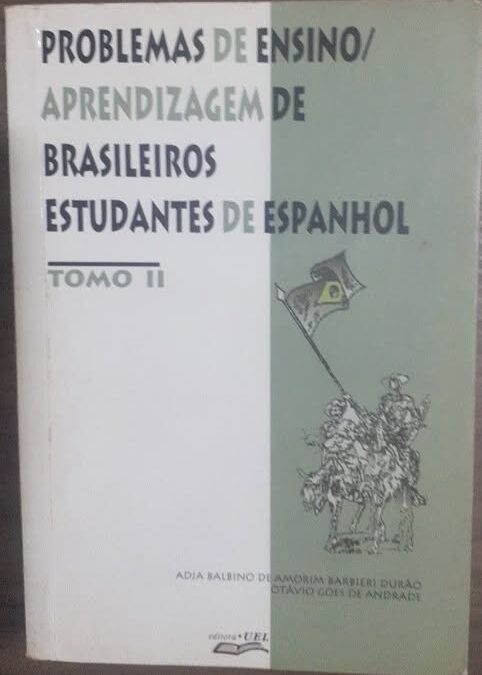 PROBLEMAS DE ENSINO/
APRENDIZAGEM DE
BRASILEIROS
ESTUDANTES DE ESPANHOL
TOMO II
ADJA BALBINO DE AMORIM BARBIERI DURÃO
OTÁVIO GOES DE ANDRADE
editora • UEL